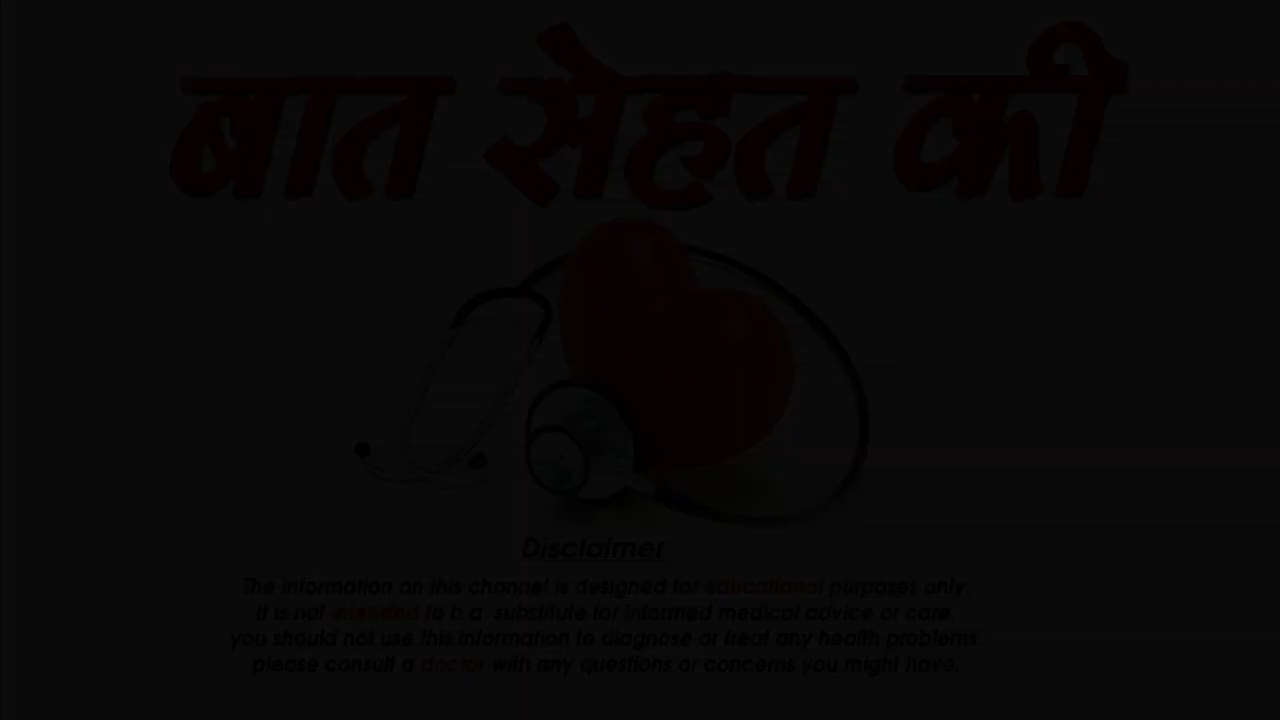 बात सेहत की
Disclaimer
The information on this channel is designed for educational purposes only.
it is not intended to b a substitute for informed medical advice or care.
you should not use this information to diagnose or treat any health problems.
please consult a doctor with any questions or concerns you might have.